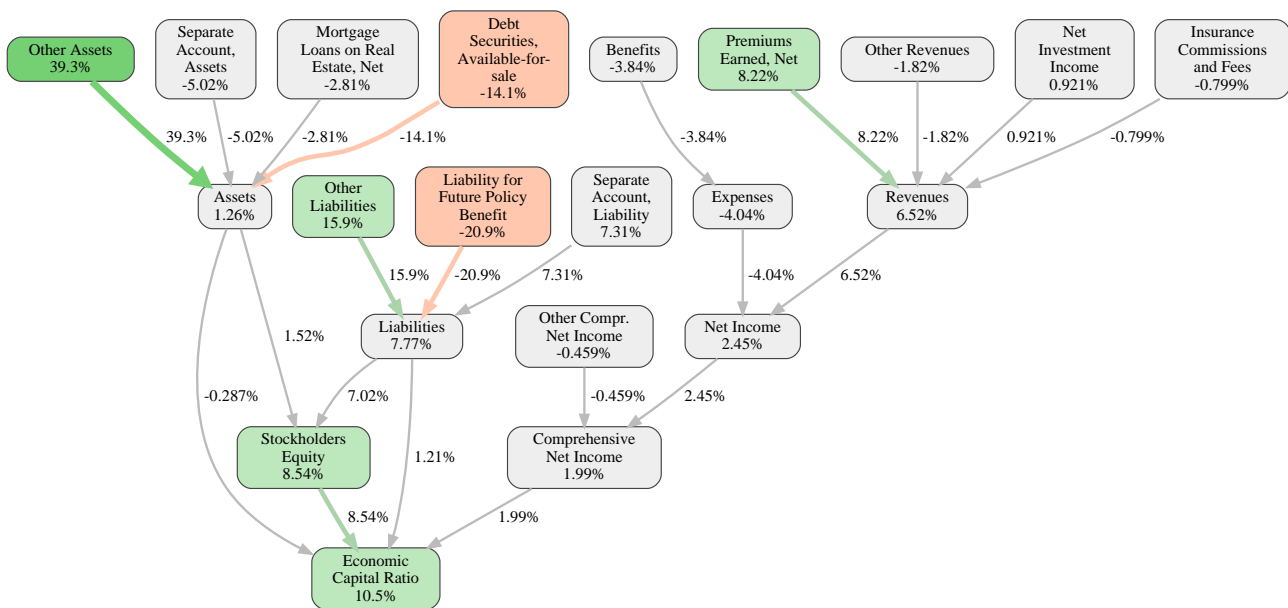 Other Assets
39.3%
Separate
Account,
Assets
-5.02%
Mortgage
Loans on Real
Estate, Net
-2.81%
Debt
Securities,
Available-for-
sale
-14.1%
Benefits
-3.84%
Premiums
Earned, Net
8.22%
Other Revenues
-1.82%
Net
Investment
Income
0.921%
Insurance
Commissions
and Fees
-0.799%
39.3%
-5.02%
-2.81%
-14.1%
-3.84%
8.22%
-1.82%
0.921%
-0.799%
Assets
1.26%
Other
Liabilities
15.9%
Liability for
Future Policy
Benefit
-20.9%
Separate
Account,
Liability
7.31%
Expenses
-4.04%
Revenues
6.52%
15.9%
-20.9%
7.31%
-4.04%
6.52%
1.52%
Liabilities
7.77%
Other Compr.
Net Income
-0.459%
Net Income
2.45%
-0.287%
7.02%
-0.459%
2.45%
Stockholders
Equity
8.54%
1.21%
Comprehensive
Net Income
1.99%
8.54%
1.99%
Economic
Capital Ratio
10.5%